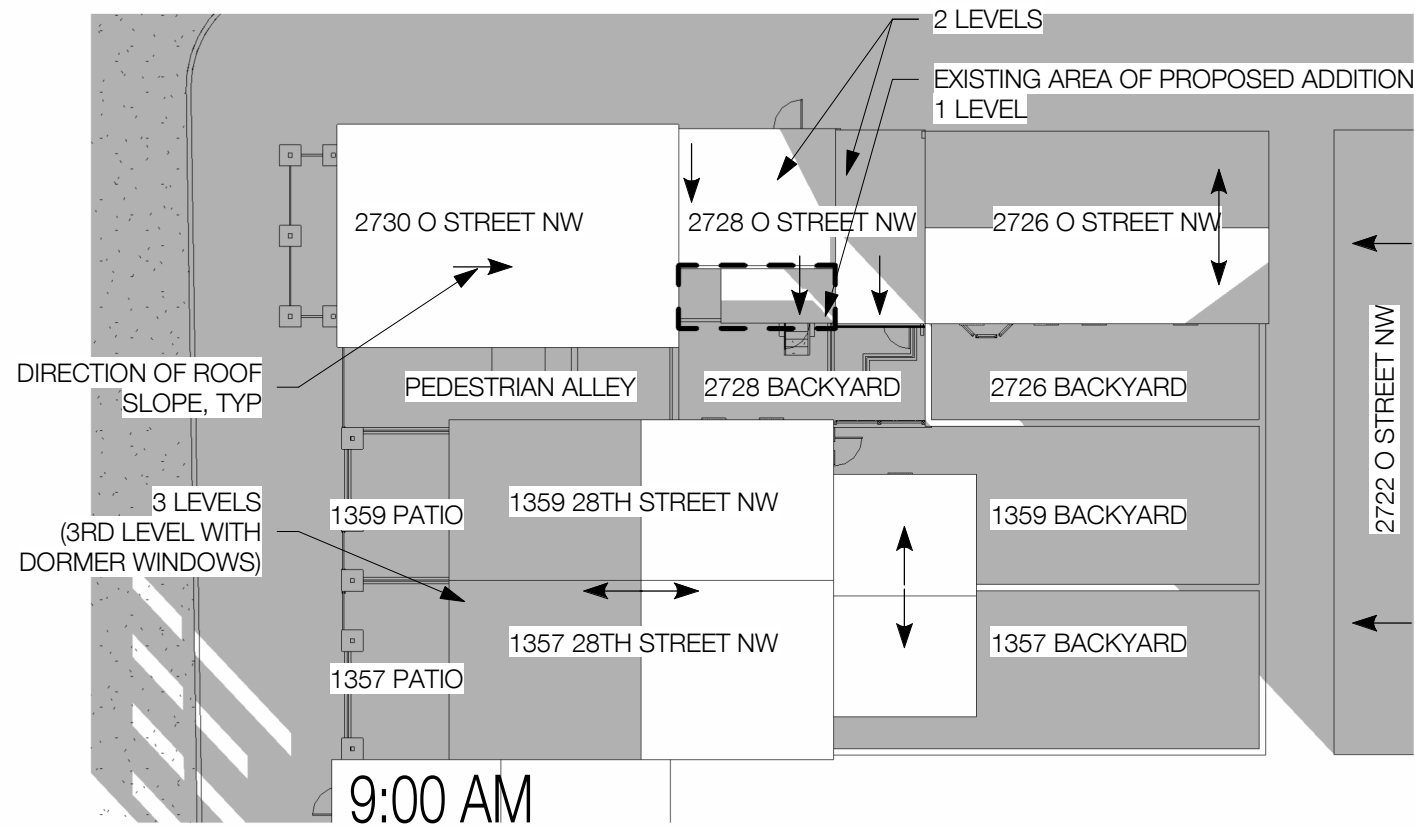 2 LEVELS
EXISTING AREA OF PROPOSED ADDITION
1 LEVEL
2730 O STREET NW
2728 O STREET NW
2726 O STREET NW
DIRECTION OF ROOF
SLOPE, TYP
PEDESTRIAN ALLEY
2728 BACKYARD
2726 BACKYARD
2722 O STREET NW
3 LEVELS
(3RD LEVEL WITH
DORMER WINDOWS)
1359 PATIO
1359 28TH STREET NW
1359 BACKYARD
1357 28TH STREET NW
1357 BACKYARD
1357 PATIO
9:00 AM